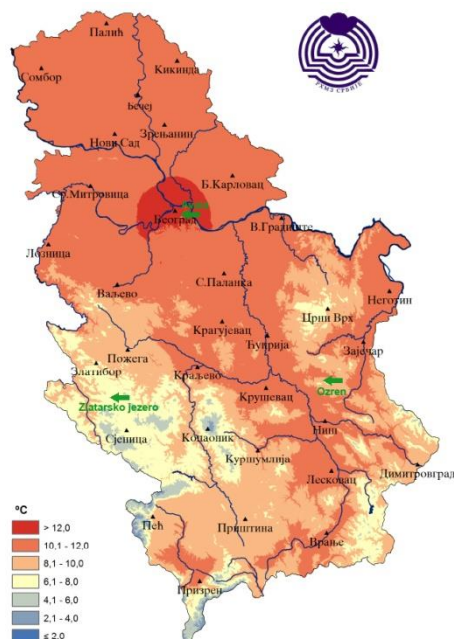 РХМЗ СРБИЈЕ
Палић
Сомбор
Кикинда
Бечеј
Зрењанин
Нови Сад
Б.Карловац
Ср.Митровица
Београд
В.Градиште
Лозница
С.Паланка
Ваљево
Неготин
Крагујевац
Црни Врх
Ћуприја
Зајечар
Пожега
Златибор
Краљево
Крушевац
Ozren
Zlatarsko jezero
Сјеница
Копаоник
Ниш
Куршумлија
Димитровград
Лесковац
Пећ
Приштина
Врање
Призрен
°C
> 12,0
10,1 - 12,0
8,1 - 10,0
6,1 - 8,0
4,1 - 6,0
2,1 - 4,0
≤ 2,0